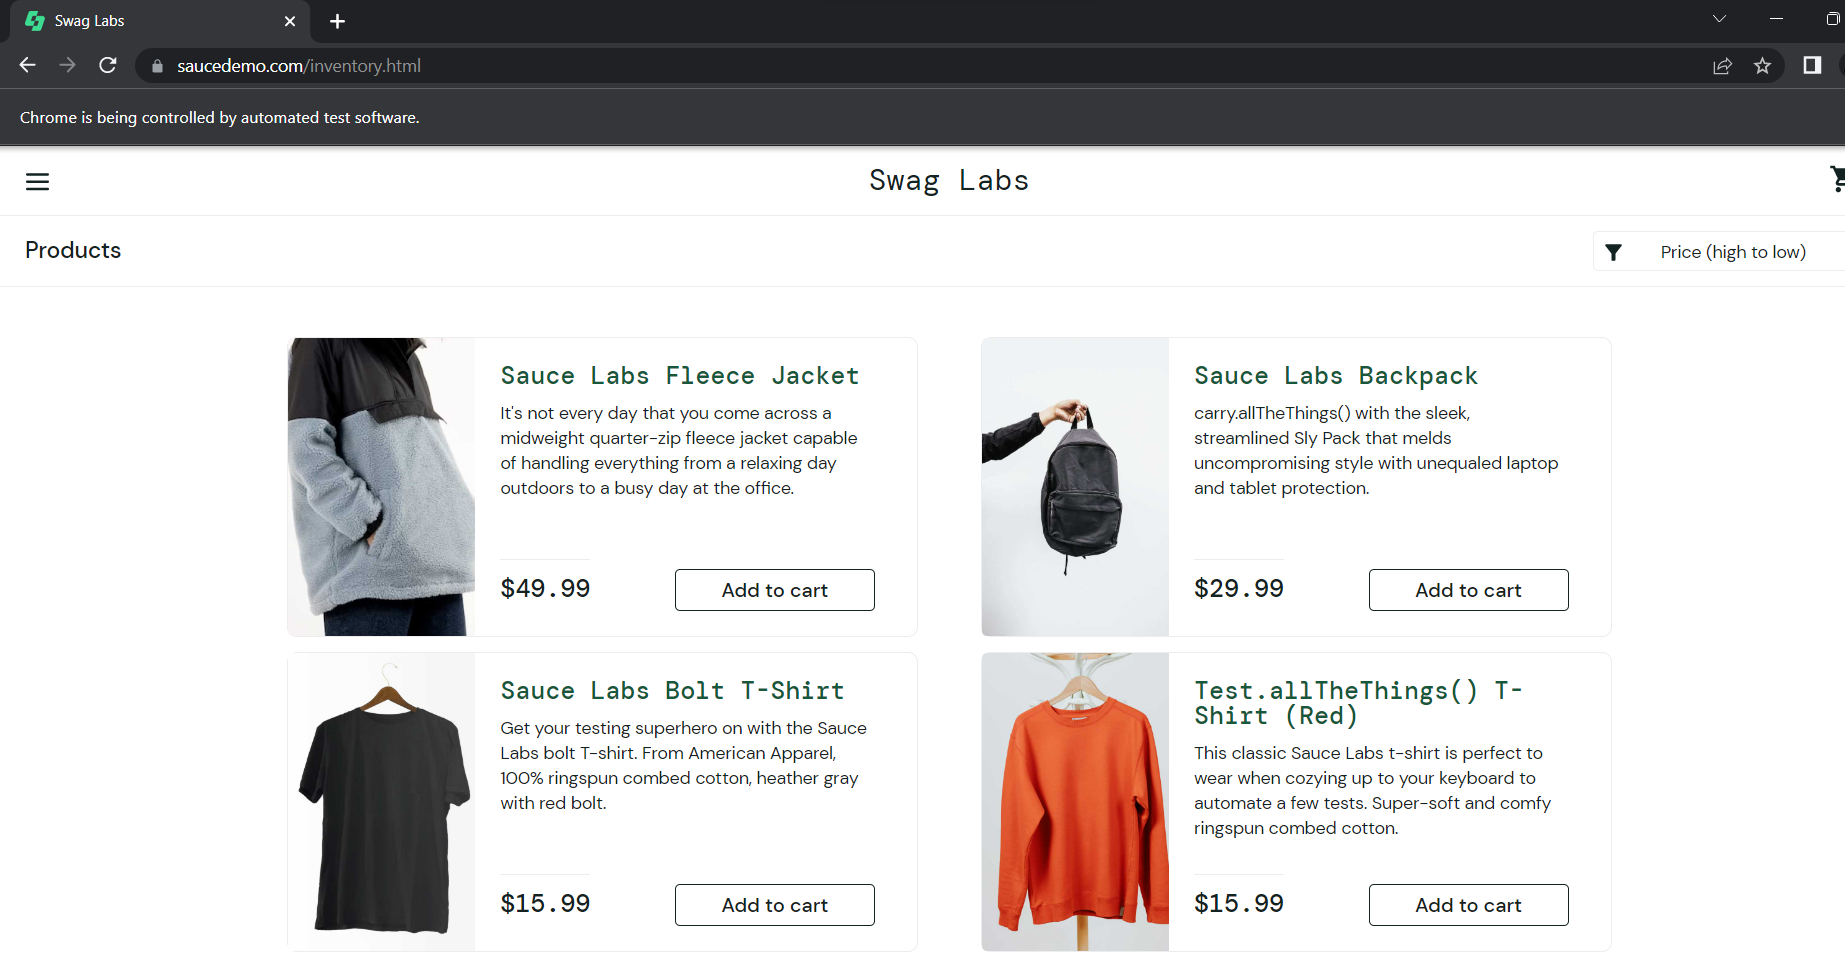 Swag Labs
saucedemo.com/inventory.html
Chrome is being controlled by automated test software.
Swag Labs
Products
Price (high to low)
Sauce Labs Fleece Jacket
It's not every day that you come across a
midweight quarter-zip fleece jacket capable
of handling everything from a relaxing day
outdoors to a busy day at the office.
$49.99
Add to cart
Sauce Labs Backpack
carry.allTheThings() with the sleek,
streamlined Sly Pack that melds
uncompromising style with unequaled laptop
and tablet protection.
$29.99
Add to cart
Sauce Labs Bolt T-Shirt
Get your testing superhero on with the Sauce
Labs bolt T-shirt. From American Apparel,
100% ringspun combed cotton, heather gray
with red bolt.
$15.99
Add to cart
Test.allTheThings() T-
Shirt (Red)
This classic Sauce Labs t-shirt is perfect to
wear when cozying up to your keyboard to
automate a few tests. Super-soft and comfy
ringspun combed cotton.
$15.99
Add to cart